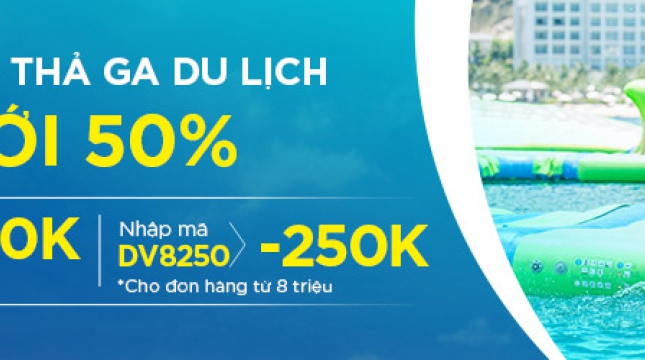 THẢ GA DU LỊCH
ỚI 50%
0K
Nhập mã
DV8250
-250K
*Cho đơn hàng từ 8 triệu